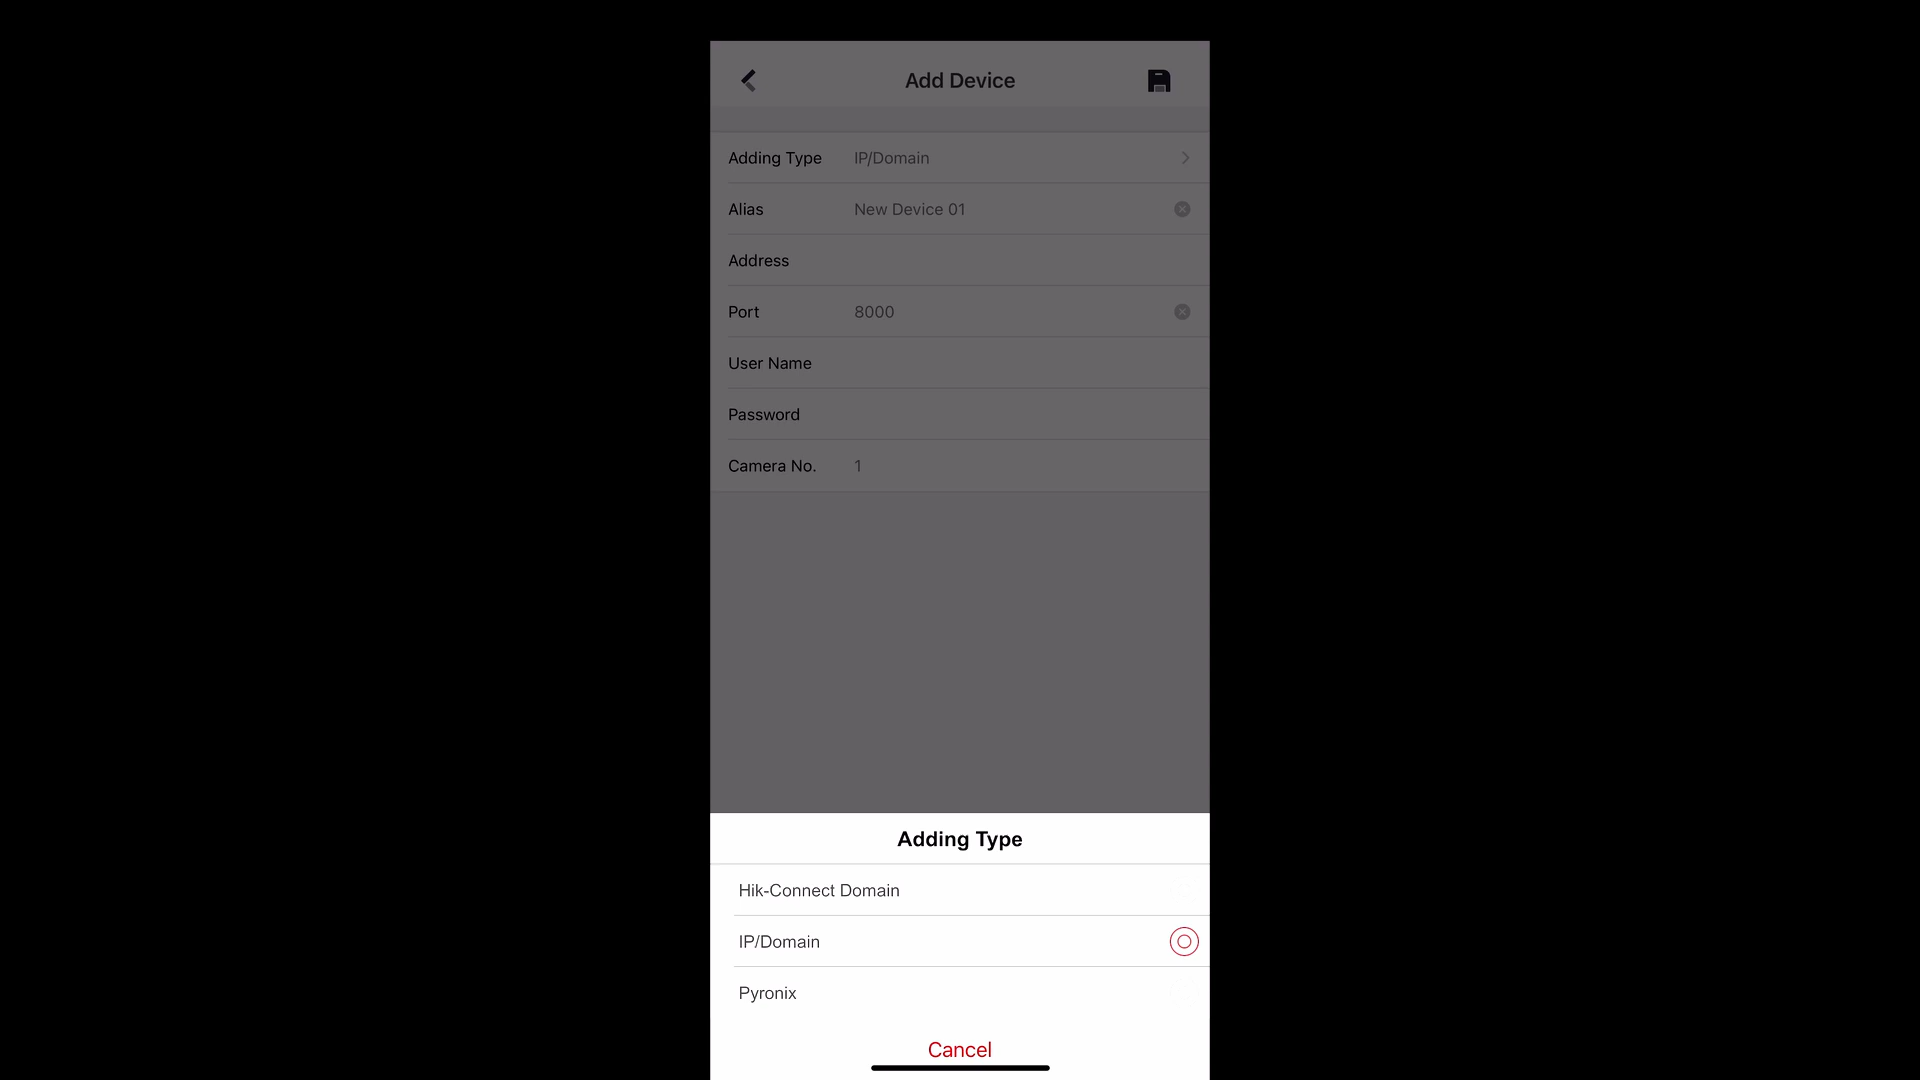 Add Device
Adding Type IP/Domain
Alias New Device 01
Address
Port 8000
User Name
Password
Camera No. 1
Adding Type
Hik-Connect Domain
IP/Domain
Pyronix
Cancel